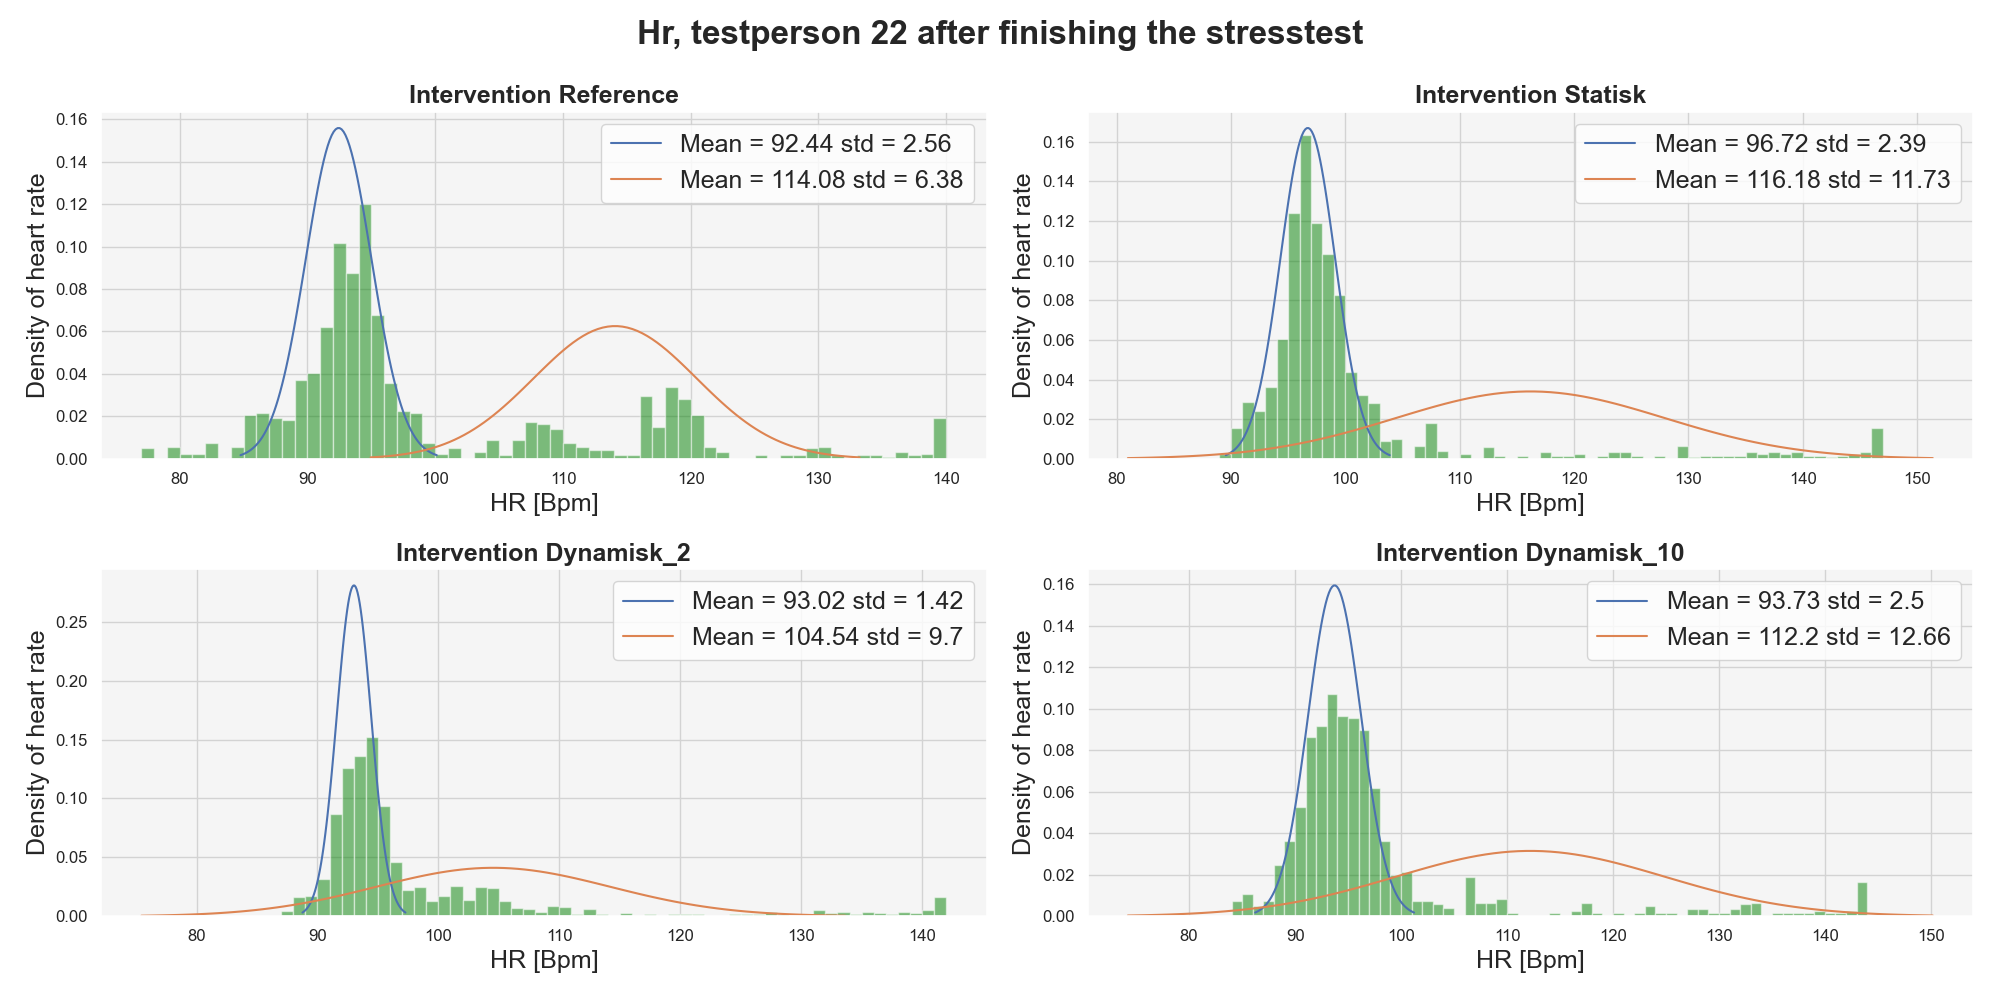 Hr, testperson 22 after finishing the stresstest
Intervention Reference
Density of heart rate
0.16
0.14
0.12
0.10
0.08
0.06
0.04
0.02
0.00
Mean = 92.44 std = 2.56
Mean = 114.08 std = 6.38
80 90 100 110 120 130 140
HR [Bpm]
Intervention Statisk
Density of heart rate
0.16
0.14
0.12
0.10
0.08
0.06
0.04
0.02
0.00
Mean = 96.72 std = 2.39
Mean = 116.18 std = 11.73
80 90 100 110 120 130 140 150
HR [Bpm]
Intervention Dynamisk_2
Density of heart rate
0.25
0.20
0.15
0.10
0.05
0.00
Mean = 93.02 std = 1.42
Mean = 104.54 std = 9.7
80 90 100 110 120 130 140
HR [Bpm]
Intervention Dynamisk_10
Density of heart rate
0.16
0.14
0.12
0.10
0.08
0.06
0.04
0.02
0.00
Mean = 93.73 std = 2.5
Mean = 112.2 std = 12.66
80 90 100 110 120 130 140 150
HR [Bpm]